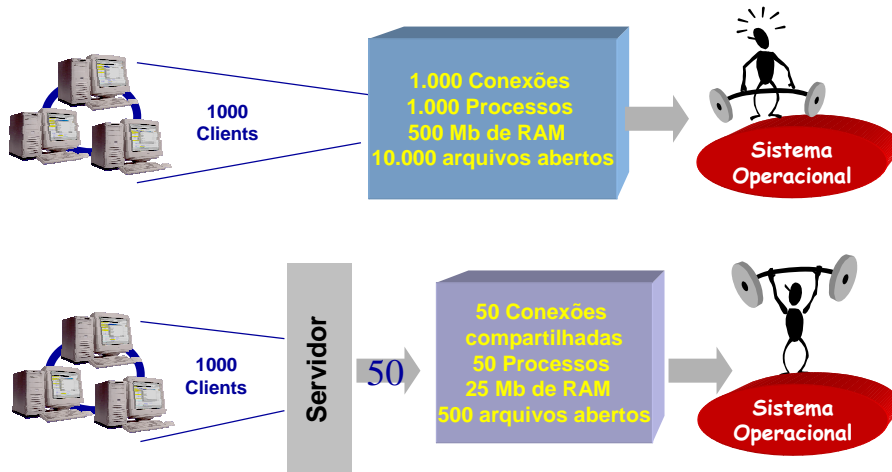 1000
Clients
1.000 Conexões
1.000 Processos
500 Mb de RAM
10.000 arquivos abertos
Sistema
Operacional
1000
Clients
Servidor
50
50 Conexões
compartilhadas
50 Processos
25 Mb de RAM
500 arquivos abertos
Sistema
Operacional